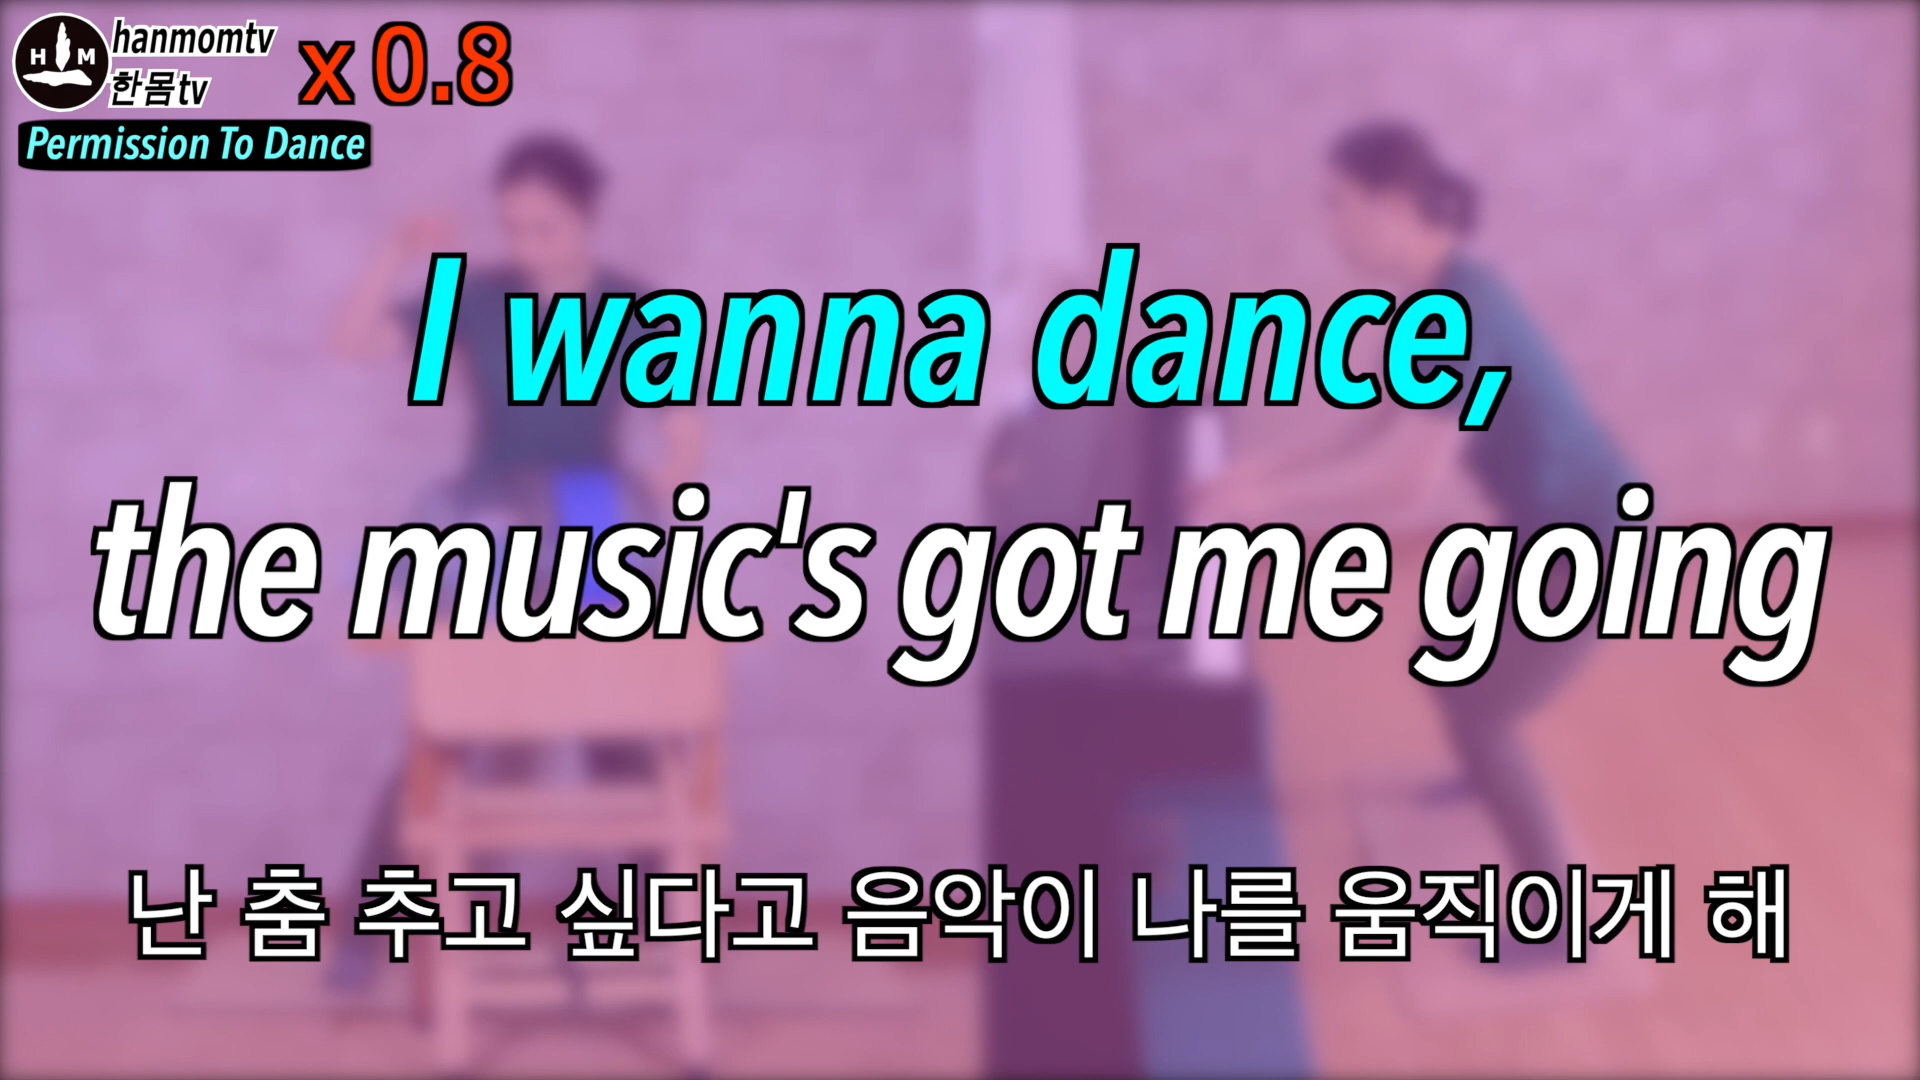 H M
hanmomtv
한몸tv
x 0.8
Permission To Dance
I wanna dance,
the music's got me going
난 춤 추고 싶다고 음악이 나를 움직이게 해